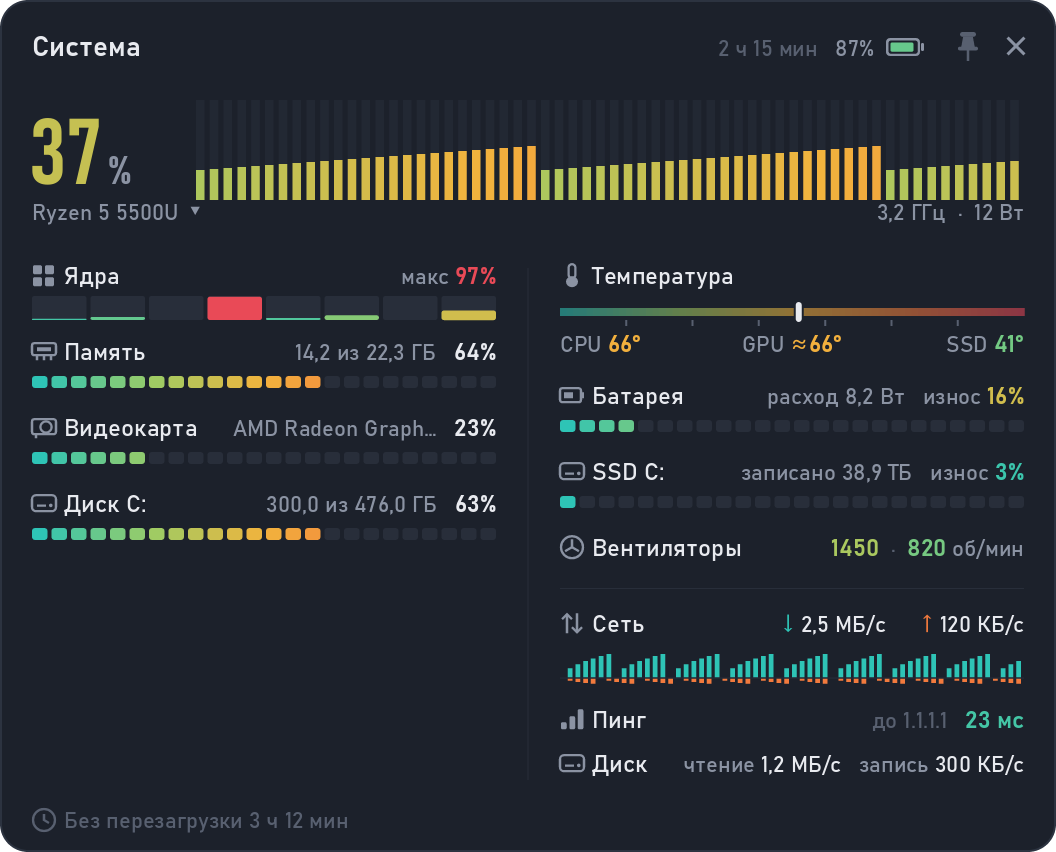 Система
2 ч 15 мин 87%
37 %
Ryzen 5 5500U
3,2 ГГц · 12 Вт
Ядра макс 97%
Память 14,2 из 22,3 ГБ 64%
Видеокарта AMD Radeon Graph… 23%
Диск C: 300,0 из 476,0 ГБ 63%
Температура
CPU 66° GPU ≈66° SSD 41°
Батарея расход 8,2 Вт износ 16%
SSD C: записано 38,9 ТБ износ 3%
Вентиляторы 1450 · 820 об/мин
Сеть ↓ 2,5 МБ/с ↑ 120 КБ/с
Пинг до 1.1.1.1 23 мс
Диск чтение 1,2 МБ/с запись 300 КБ/с
Без перезагрузки 3 ч 12 мин